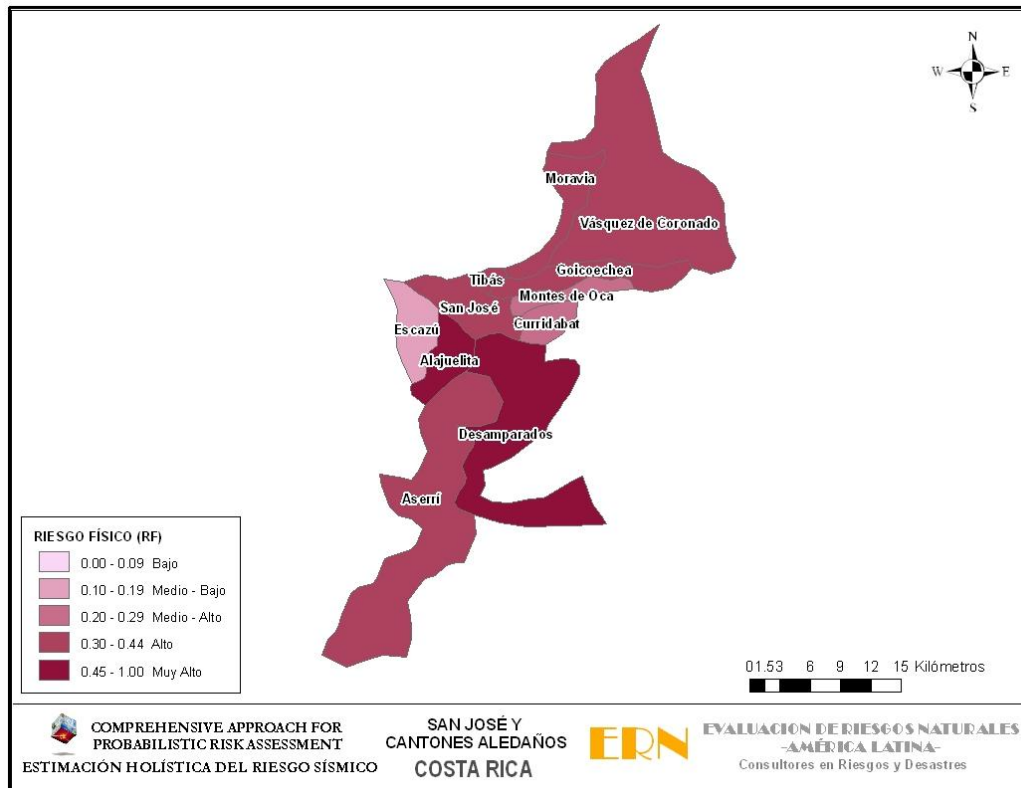 N
W E
S
Moravia
Vásquez de Coronado
Goicoechea
Tibás
Montes de Oca
San José
Curridabat
Escazú
Alajuelita
Desamparados
Aserrí
RIESGO FÍSICO (RF)
0.00 - 0.09 Bajo
0.10 - 0.19 Medio - Bajo
0.20 - 0.29 Medio - Alto
0.30 - 0.44 Alto
0.45 - 1.00 Muy Alto
01.53 6 9 12 15 Kilómetros
COMPREHENSIVE APPROACH FOR
PROBABILISTIC RISK ASSESSMENT
ESTIMACIÓN HOLÍSTICA DEL RIESGO SÍSMICO
SAN JOSÉ Y
CANTONES ALEDAÑOS
COSTA RICA
ERN
EVALUACION DE RIESGOS NATURALES
-AMÉRICA LATINA-
Consultores en Riesgos y Desastres